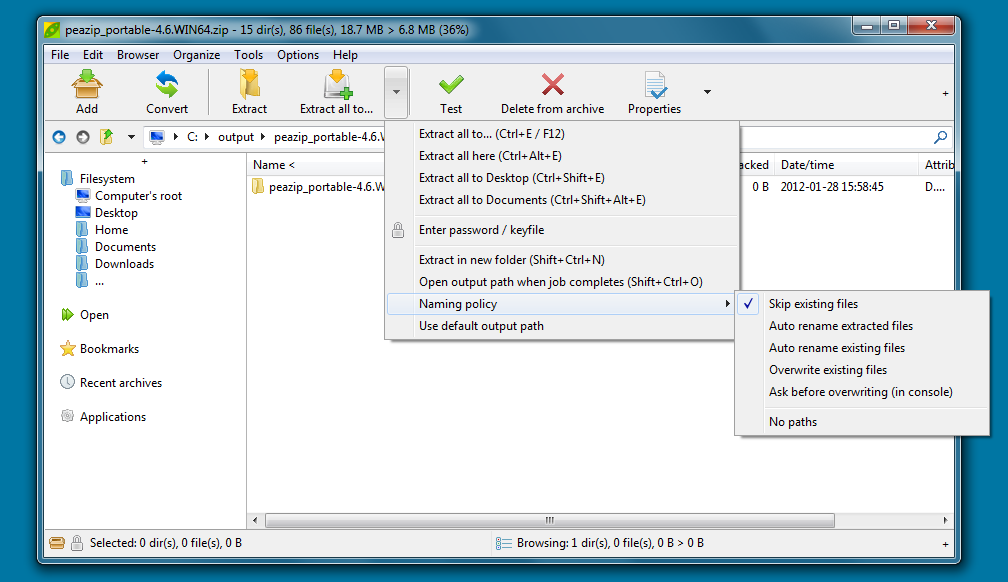 peazip_portable-4.6.WIN64.zip - 15 dir(s), 86 file(s), 18.7 MB > 6.8 MB (36%)
File Edit Browser Organize Tools Options Help
Add Convert Extract Extract all to... Test Delete from archive Properties +
C: output peazip_portable-4.6.W
+
Filesystem
Computer's root
Desktop
Home
Documents
Downloads
...
Open
Bookmarks
Recent archives
Applications
Name < acked Date/time Attrib
peazip_portable-4.6.W 0 B 2012-01-28 15:58:45 D....
Extract all to... (Ctrl+E / F12)
Extract all here (Ctrl+Alt+E)
Extract all to Desktop (Ctrl+Shift+E)
Extract all to Documents (Ctrl+Shift+Alt+E)
Enter password / keyfile
Extract in new folder (Shift+Ctrl+N)
Open output path when job completes (Shift+Ctrl+O)
Naming policy
Use default output path
Skip existing files
Auto rename extracted files
Auto rename existing files
Overwrite existing files
Ask before overwriting (in console)
No paths
Selected: 0 dir(s), 0 file(s), 0 B
Browsing: 1 dir(s), 0 file(s), 0 B > 0 B +